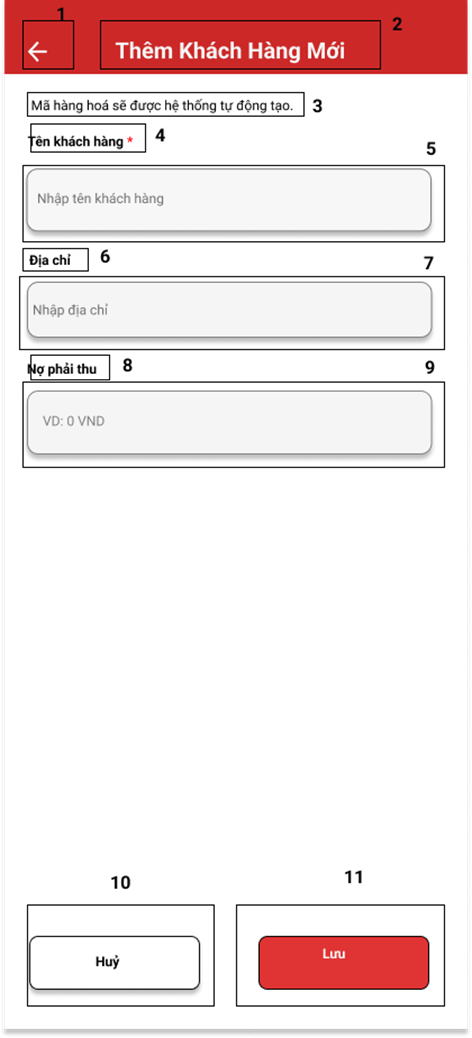 1
2
Thêm Khách Hàng Mới
Mã hàng hoá sẽ được hệ thống tự động tạo.
3
Tên khách hàng *
4
5
Nhập tên khách hàng
Địa chỉ
6
7
Nhập địa chỉ
Nợ phải thu
8
9
VD: 0 VND
10
11
Huỷ
Lưu